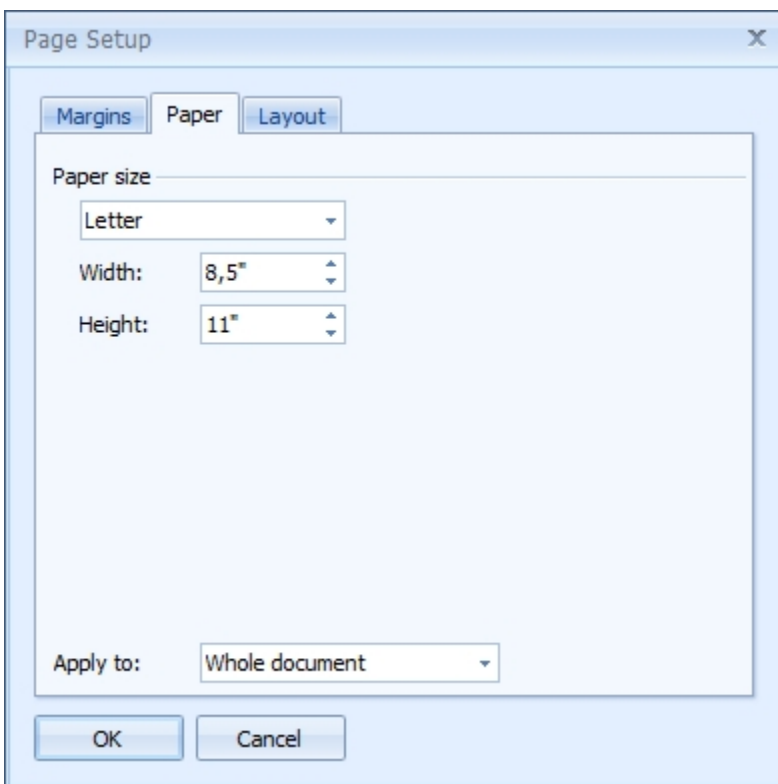 Page Setup
Margins Paper Layout
Paper size
Letter
Width: 8,5"
Height: 11"
Apply to: Whole document
OK Cancel